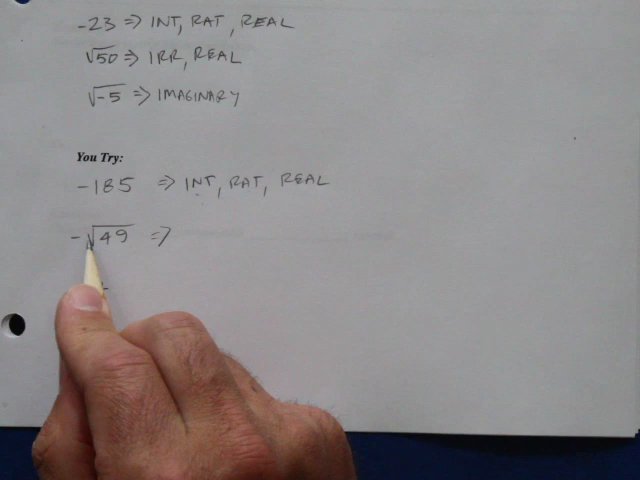 -23 => INT, RAT, REAL
√50 => IRR, REAL
√-5 => IMAGINARY
You Try:
-185 => INT, RAT, REAL
-√49 =>